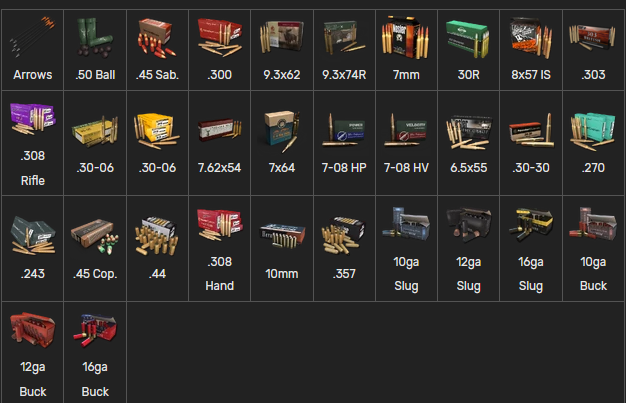 Arrows
.50 Ball
.45 Sab.
.300
9.3x62
9.3x74R
7mm
30R
8x57 IS
.303
.308
Rifle
.30-06
.30-06
7.62x54
7x64
7-08 HP
7-08 HV
6.5x55
.30-30
.270
.243
.45 Cop.
.44
.308
Hand
10mm
.357
10ga
Slug
12ga
Slug
16ga
Slug
10ga
Buck
12ga
Buck
16ga
Buck